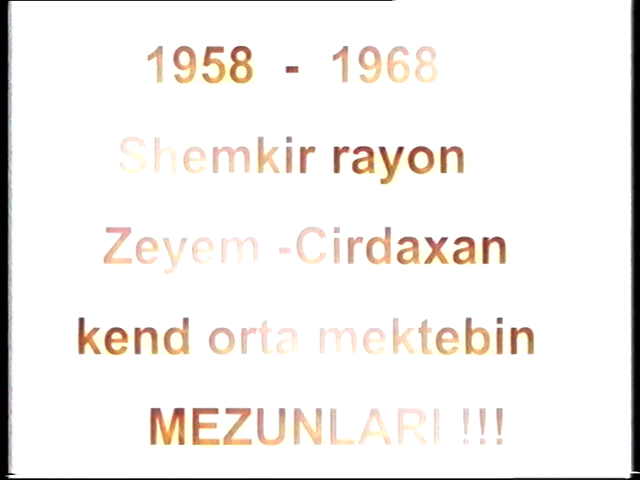 1958 - 1968
Shemkir rayon
Zeyem -Cirdaxan
kend orta mektebin
MEZUNLARI !!!